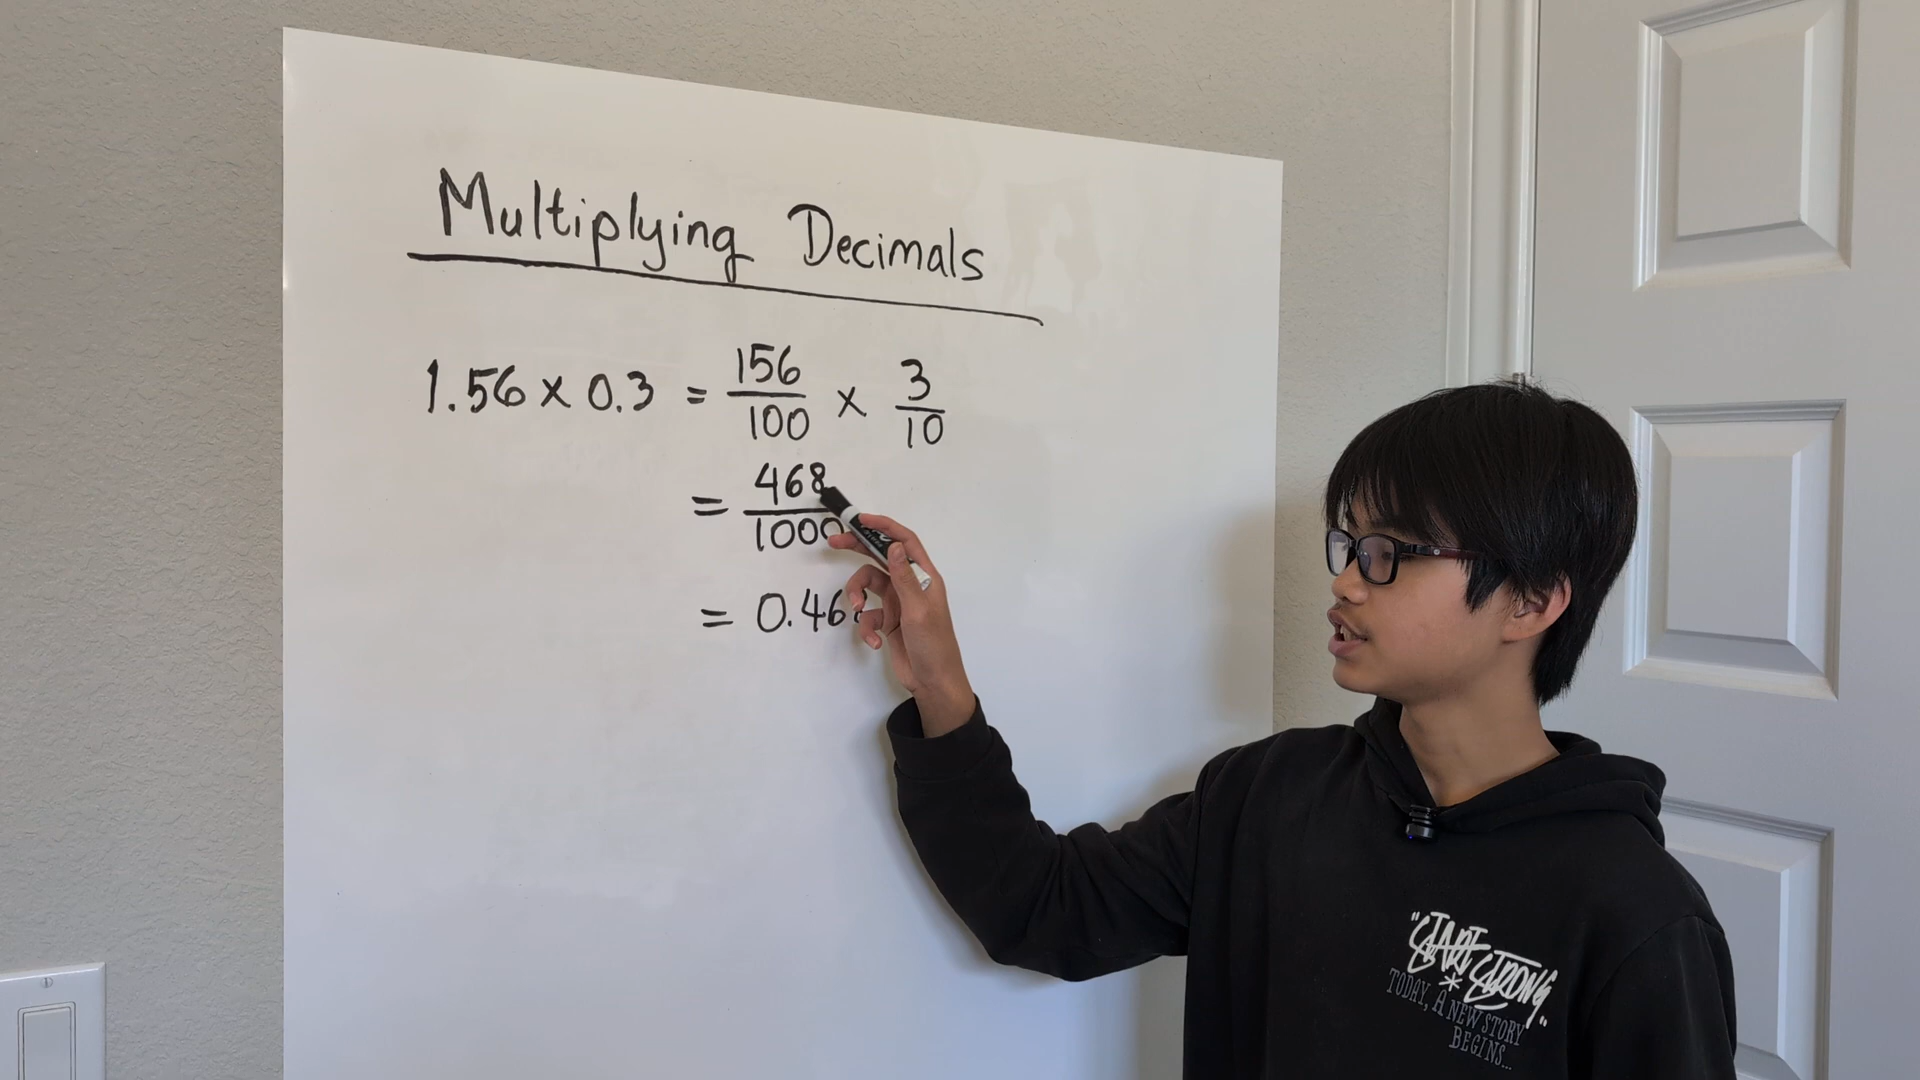 Multiplying Decimals
1.56 × 0.3 = 156/100 × 3/10
= 468/1000
= 0.46
"START STRONG"
*
TODAY, A NEW STORY
BEGINS...